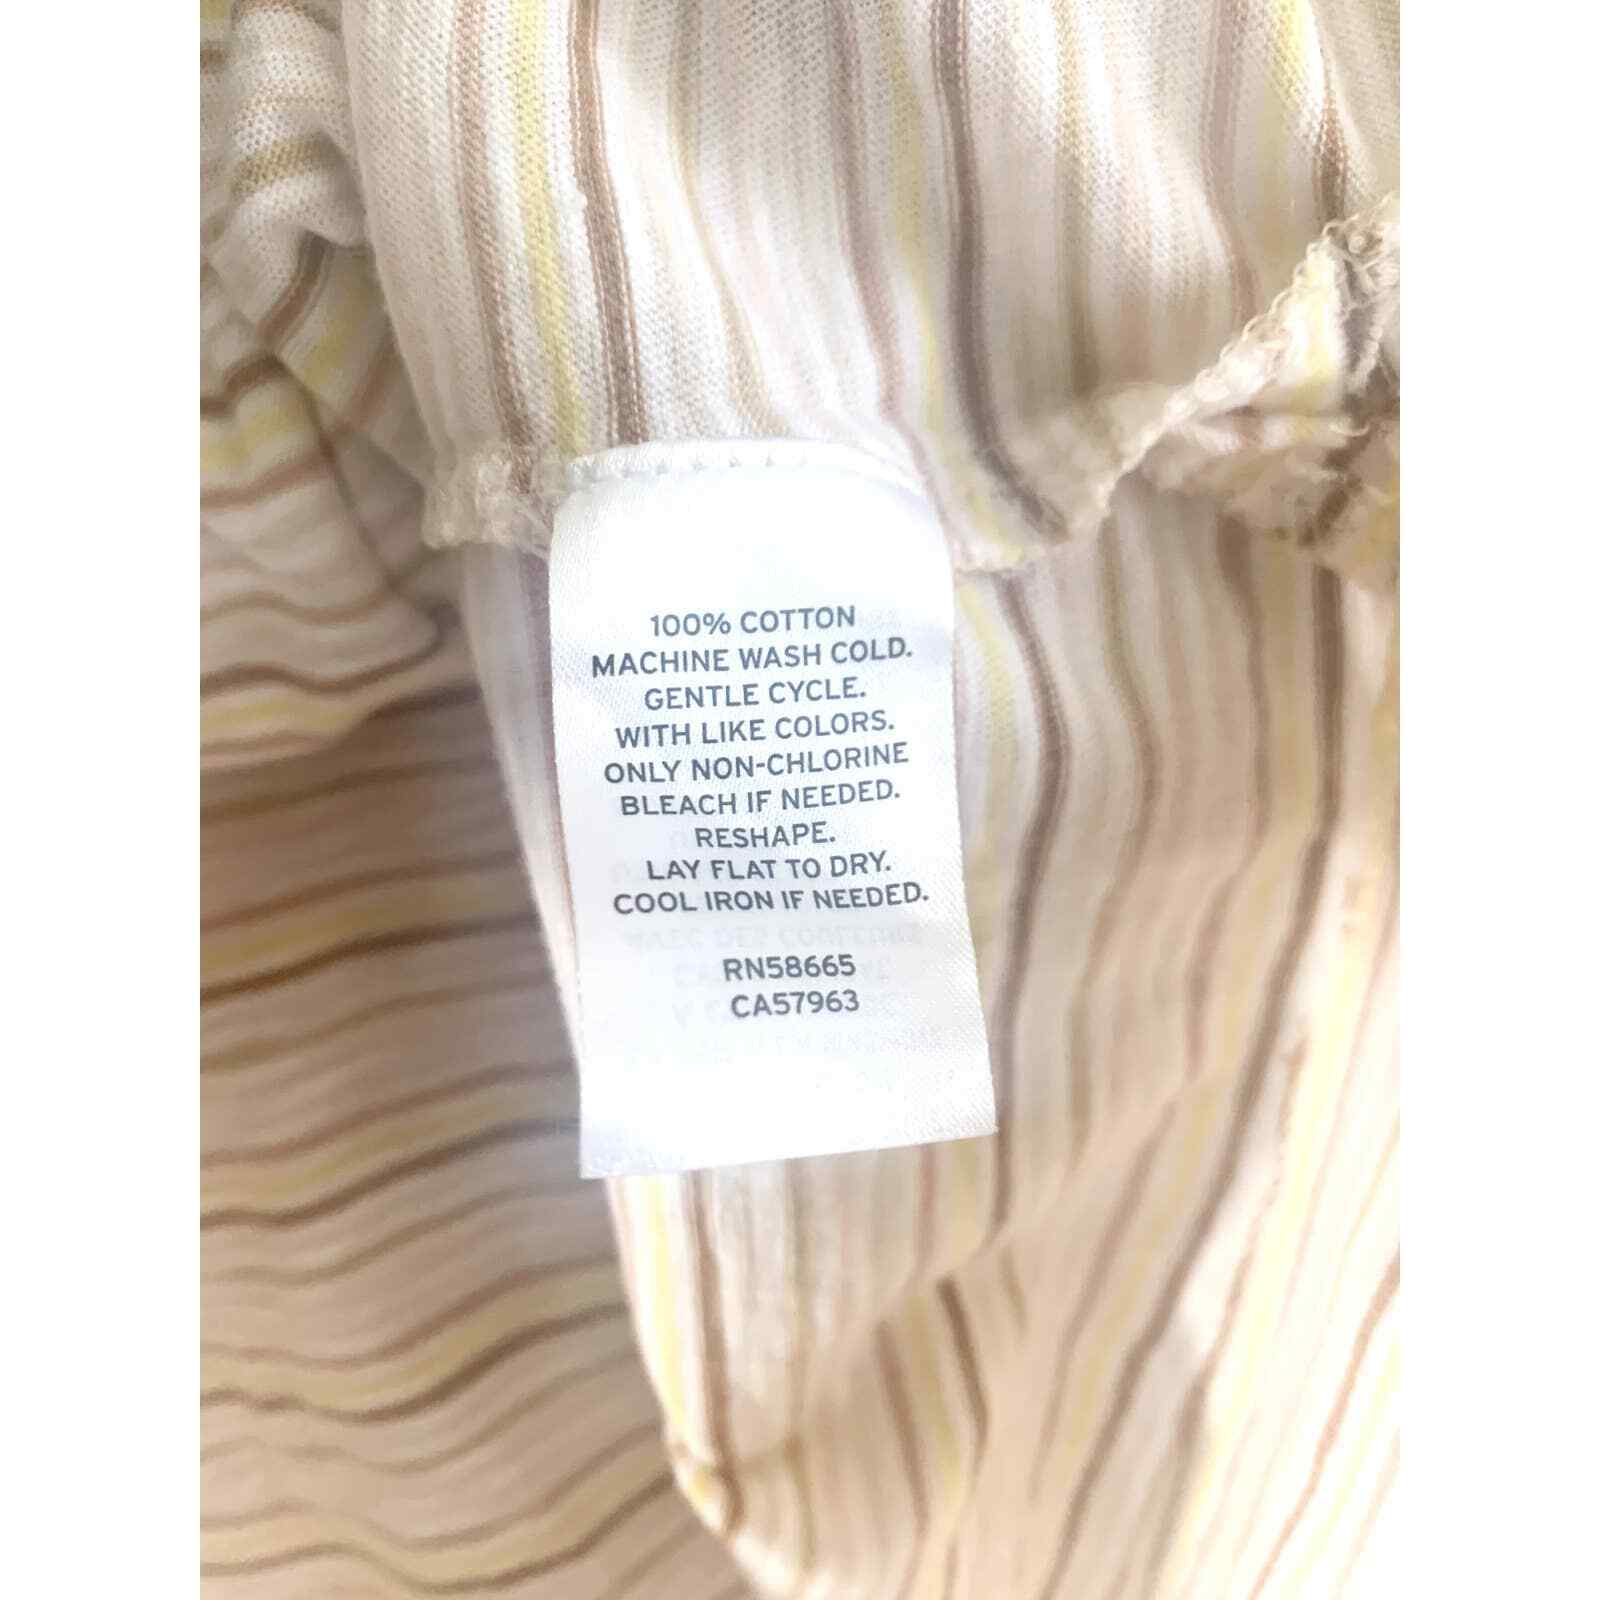 100% COTTON
MACHINE WASH COLD.
GENTLE CYCLE.
WITH LIKE COLORS.
ONLY NON-CHLORINE
BLEACH IF NEEDED.
RESHAPE.
LAY FLAT TO DRY.
COOL IRON IF NEEDED.
RN58665
CA57963